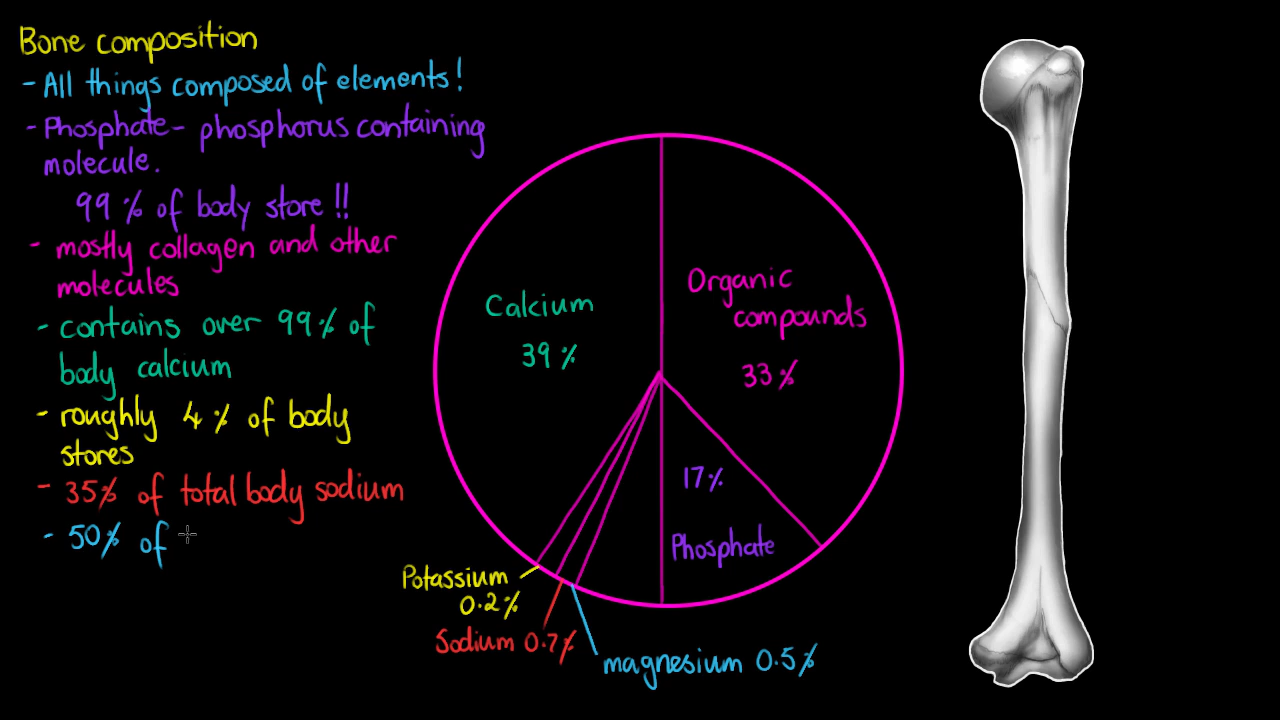 Bone composition
- All things composed of elements!
- Phosphate - phosphorus containing
molecule.
99% of body store!!
- mostly collagen and other
molecules
- contains over 99% of
body calcium
- roughly 4% of body
stores
- 35% of total body sodium
- 50% of
Calcium
39%
Organic
compounds
33%
17%
Phosphate
Potassium
0.2%
Sodium 0.7%
magnesium 0.5%